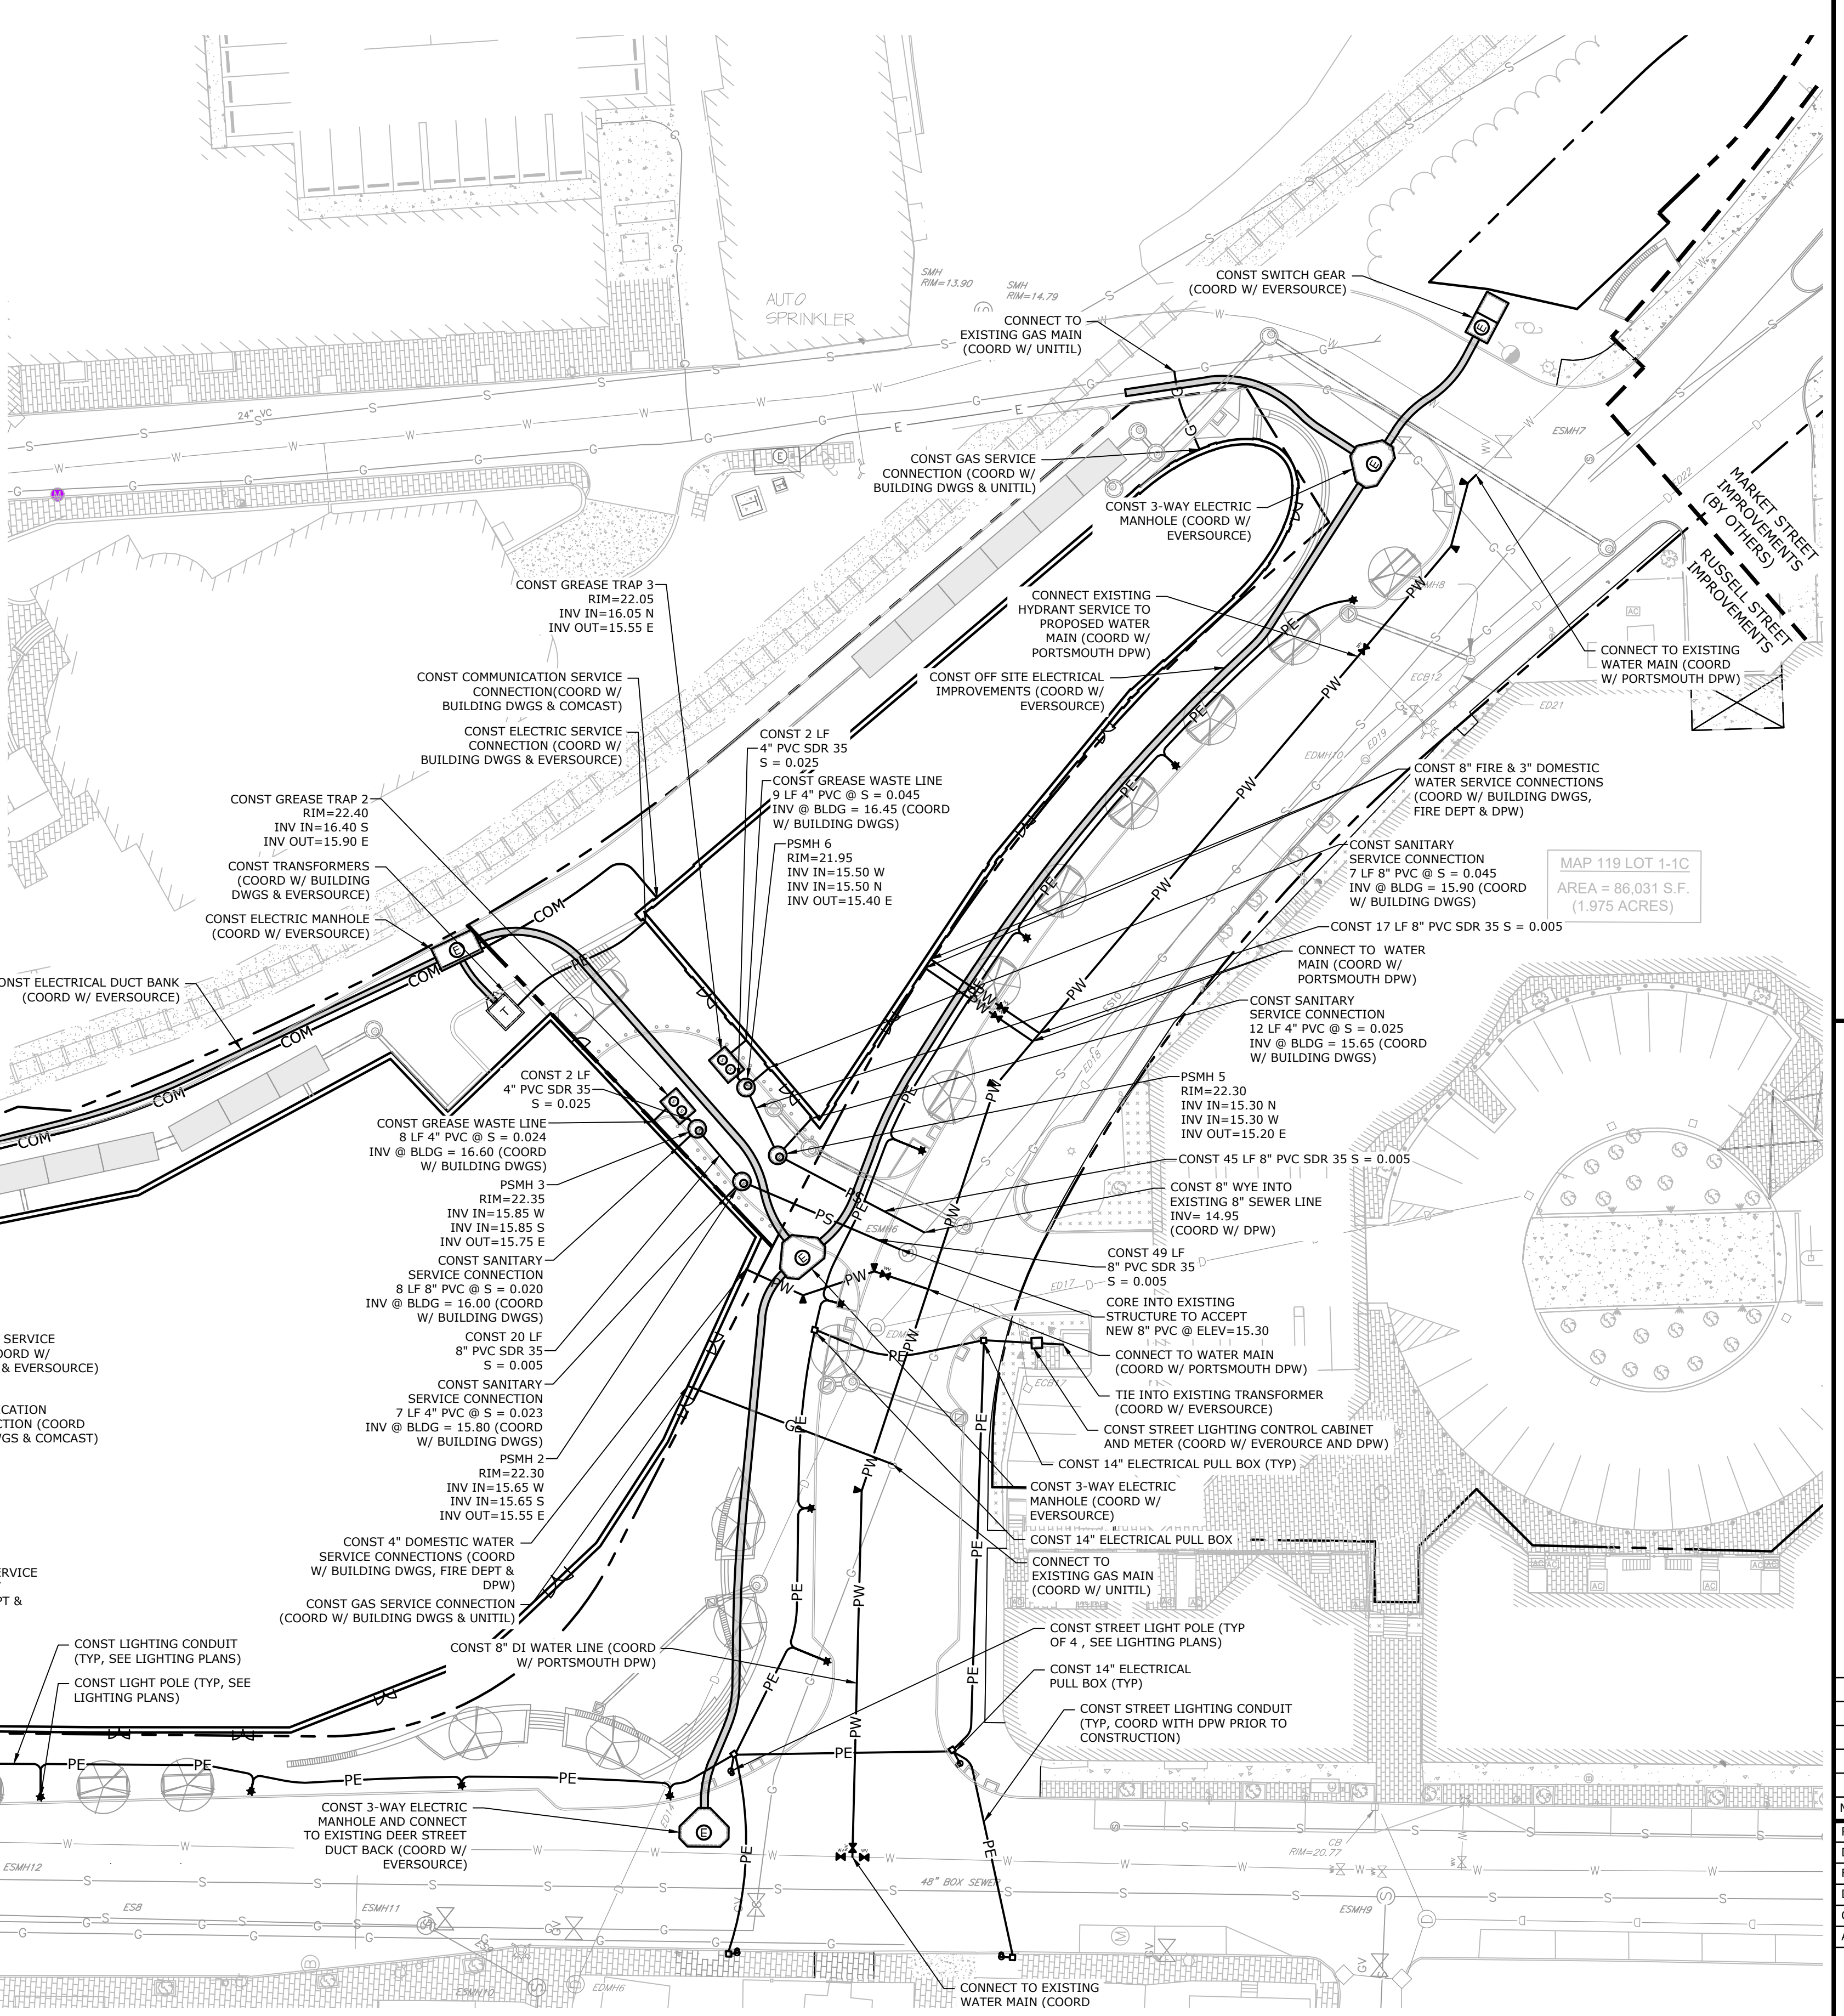 AUTO
SPRINKLER
SMH
RIM=13.90
SMH
RIM=14.79
CONST SWITCH GEAR
(COORD W/ EVERSOURCE)
CONNECT TO
EXISTING GAS MAIN
(COORD W/ UNITIL)
24" VC
ESMH7
ED22
MARKET STREET
IMPROVEMENTS
(BY OTHERS)
RUSSELL STREET
IMPROVEMENTS
CONST GAS SERVICE
CONNECTION (COORD W/
BUILDING DWGS & UNITIL)
CONST 3-WAY ELECTRIC
MANHOLE (COORD W/
EVERSOURCE)
CONST GREASE TRAP 3
RIM=22.05
INV IN=16.05 N
INV OUT=15.55 E
CONNECT EXISTING
HYDRANT SERVICE TO
PROPOSED WATER
MAIN (COORD W/
PORTSMOUTH DPW)
CONNECT TO EXISTING
WATER MAIN (COORD
W/ PORTSMOUTH DPW)
ECB12
ED21
ED19
EDMH10
CONST COMMUNICATION SERVICE
CONNECTION(COORD W/
BUILDING DWGS & COMCAST)
CONST OFF SITE ELECTRICAL
IMPROVEMENTS (COORD W/
EVERSOURCE)
CONST ELECTRIC SERVICE
CONNECTION (COORD W/
BUILDING DWGS & EVERSOURCE)
CONST 2 LF
4" PVC SDR 35
S = 0.025
CONST GREASE WASTE LINE
9 LF 4" PVC @ S = 0.045
INV @ BLDG = 16.45 (COORD
W/ BUILDING DWGS)
CONST 8" FIRE & 3" DOMESTIC
WATER SERVICE CONNECTIONS
(COORD W/ BUILDING DWGS,
FIRE DEPT & DPW)
CONST GREASE TRAP 2
RIM=22.40
INV IN=16.40 S
INV OUT=15.90 E
PSMH 6
RIM=21.95
INV IN=15.50 W
INV IN=15.50 N
INV OUT=15.40 E
CONST SANITARY
SERVICE CONNECTION
7 LF 8" PVC @ S = 0.045
INV @ BLDG = 15.90 (COORD
W/ BUILDING DWGS)
MAP 119 LOT 1-1C
AREA = 86,031 S.F.
(1.975 ACRES)
CONST TRANSFORMERS
(COORD W/ BUILDING
DWGS & EVERSOURCE)
CONST ELECTRIC MANHOLE
(COORD W/ EVERSOURCE)
CONST 17 LF 8" PVC SDR 35 S = 0.005
CONNECT TO WATER
MAIN (COORD W/
PORTSMOUTH DPW)
ONST ELECTRICAL DUCT BANK
(COORD W/ EVERSOURCE)
CONST SANITARY
SERVICE CONNECTION
12 LF 4" PVC @ S = 0.025
INV @ BLDG = 15.65 (COORD
W/ BUILDING DWGS)
ES10
ED18
CONST 2 LF
4" PVC SDR 35
S = 0.025
PSMH 5
RIM=22.30
INV IN=15.30 N
INV IN=15.30 W
INV OUT=15.20 E
CONST GREASE WASTE LINE
8 LF 4" PVC @ S = 0.024
INV @ BLDG = 16.60 (COORD
W/ BUILDING DWGS)
CONST 45 LF 8" PVC SDR 35 S = 0.005
PSMH 3
RIM=22.35
INV IN=15.85 W
INV IN=15.85 S
INV OUT=15.75 E
CONST 8" WYE INTO
EXISTING 8" SEWER LINE
INV= 14.95
(COORD W/ DPW)
ESMH6
CONST SANITARY
SERVICE CONNECTION
8 LF 8" PVC @ S = 0.020
INV @ BLDG = 16.00 (COORD
W/ BUILDING DWGS)
CONST 49 LF
8" PVC SDR 35
S = 0.005
ED17
CORE INTO EXISTING
STRUCTURE TO ACCEPT
NEW 8" PVC @ ELEV=15.30
SERVICE
OORD W/
& EVERSOURCE)
CONST 20 LF
8" PVC SDR 35
S = 0.005
CONNECT TO WATER MAIN
(COORD W/ PORTSMOUTH DPW)
ECB17
TIE INTO EXISTING TRANSFORMER
(COORD W/ EVERSOURCE)
CONST SANITARY
SERVICE CONNECTION
7 LF 4" PVC @ S = 0.023
INV @ BLDG = 15.80 (COORD
W/ BUILDING DWGS)
CATION
CTION (COORD
WGS & COMCAST)
CONST STREET LIGHTING CONTROL CABINET
AND METER (COORD W/ EVEROURCE AND DPW)
CONST 14" ELECTRICAL PULL BOX (TYP)
PSMH 2
RIM=22.30
INV IN=15.65 W
INV IN=15.65 S
INV OUT=15.55 E
CONST 3-WAY ELECTRIC
MANHOLE (COORD W/
EVERSOURCE)
CONST 14" ELECTRICAL PULL BOX
CONST 4" DOMESTIC WATER
SERVICE CONNECTIONS (COORD
W/ BUILDING DWGS, FIRE DEPT &
DPW)
CONNECT TO
EXISTING GAS MAIN
(COORD W/ UNITIL)
ERVICE
PT &
CONST GAS SERVICE CONNECTION
(COORD W/ BUILDING DWGS & UNITIL)
CONST LIGHTING CONDUIT
(TYP, SEE LIGHTING PLANS)
CONST LIGHT POLE (TYP, SEE
LIGHTING PLANS)
CONST 8" DI WATER LINE (COORD
W/ PORTSMOUTH DPW)
CONST STREET LIGHT POLE (TYP
OF 4 , SEE LIGHTING PLANS)
CONST 14" ELECTRICAL
PULL BOX (TYP)
CONST STREET LIGHTING CONDUIT
(TYP, COORD WITH DPW PRIOR TO
CONSTRUCTION)
CONST 3-WAY ELECTRIC
MANHOLE AND CONNECT
TO EXISTING DEER STREET
DUCT BACK (COORD W/
EVERSOURCE)
ED14
CB
RIM=20.77
ESMH12
ES8
ESMH11
48" BOX SEWER
ESMH9
ESMH10
EDMH6
CONNECT TO EXISTING
WATER MAIN (COORD